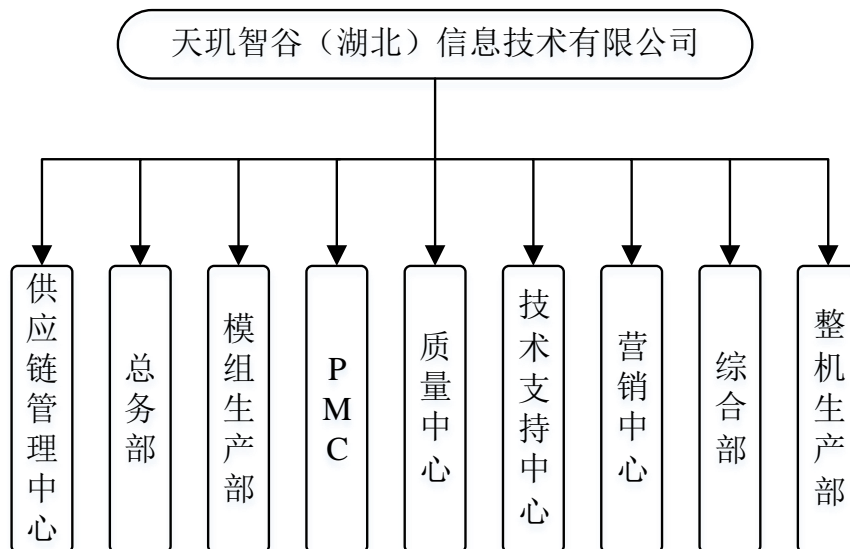 天玑智谷（湖北）信息技术有限公司
供应链管理中心
总务部
模组生产部
PMC
质量中心
技术支持中心
营销中心
综合部
整机生产部